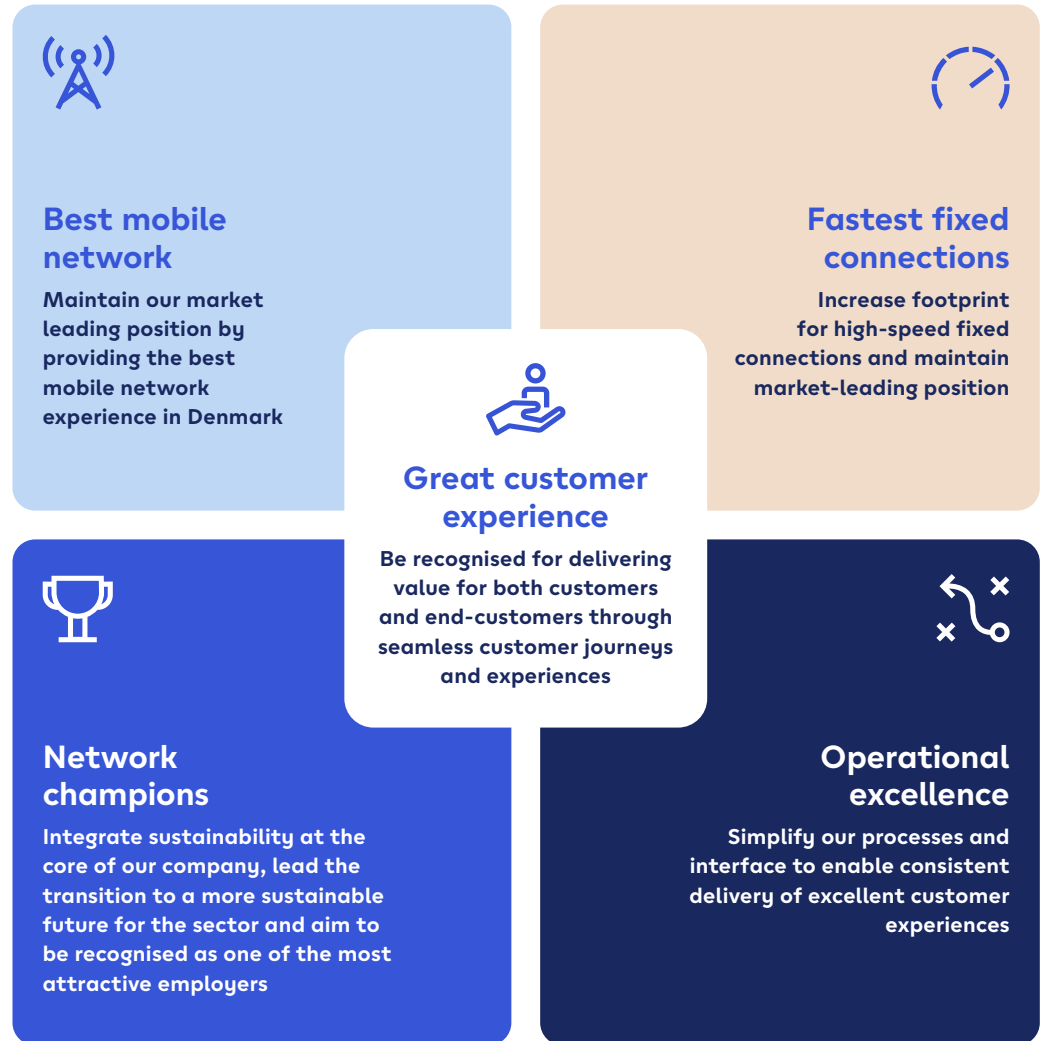 Best mobile
network
Maintain our market
leading position by
providing the best
mobile network
experience in Denmark
Fastest fixed
connections
Increase footprint
for high-speed fixed
connections and maintain
market-leading position
Great customer
experience
Be recognised for delivering
value for both customers
and end-customers through
seamless customer journeys
and experiences
Network
champions
Integrate sustainability at the
core of our company, lead the
transition to a more sustainable
future for the sector and aim to
be recognised as one of the most
attractive employers
Operational
excellence
Simplify our processes and
interface to enable consistent
delivery of excellent customer
experiences